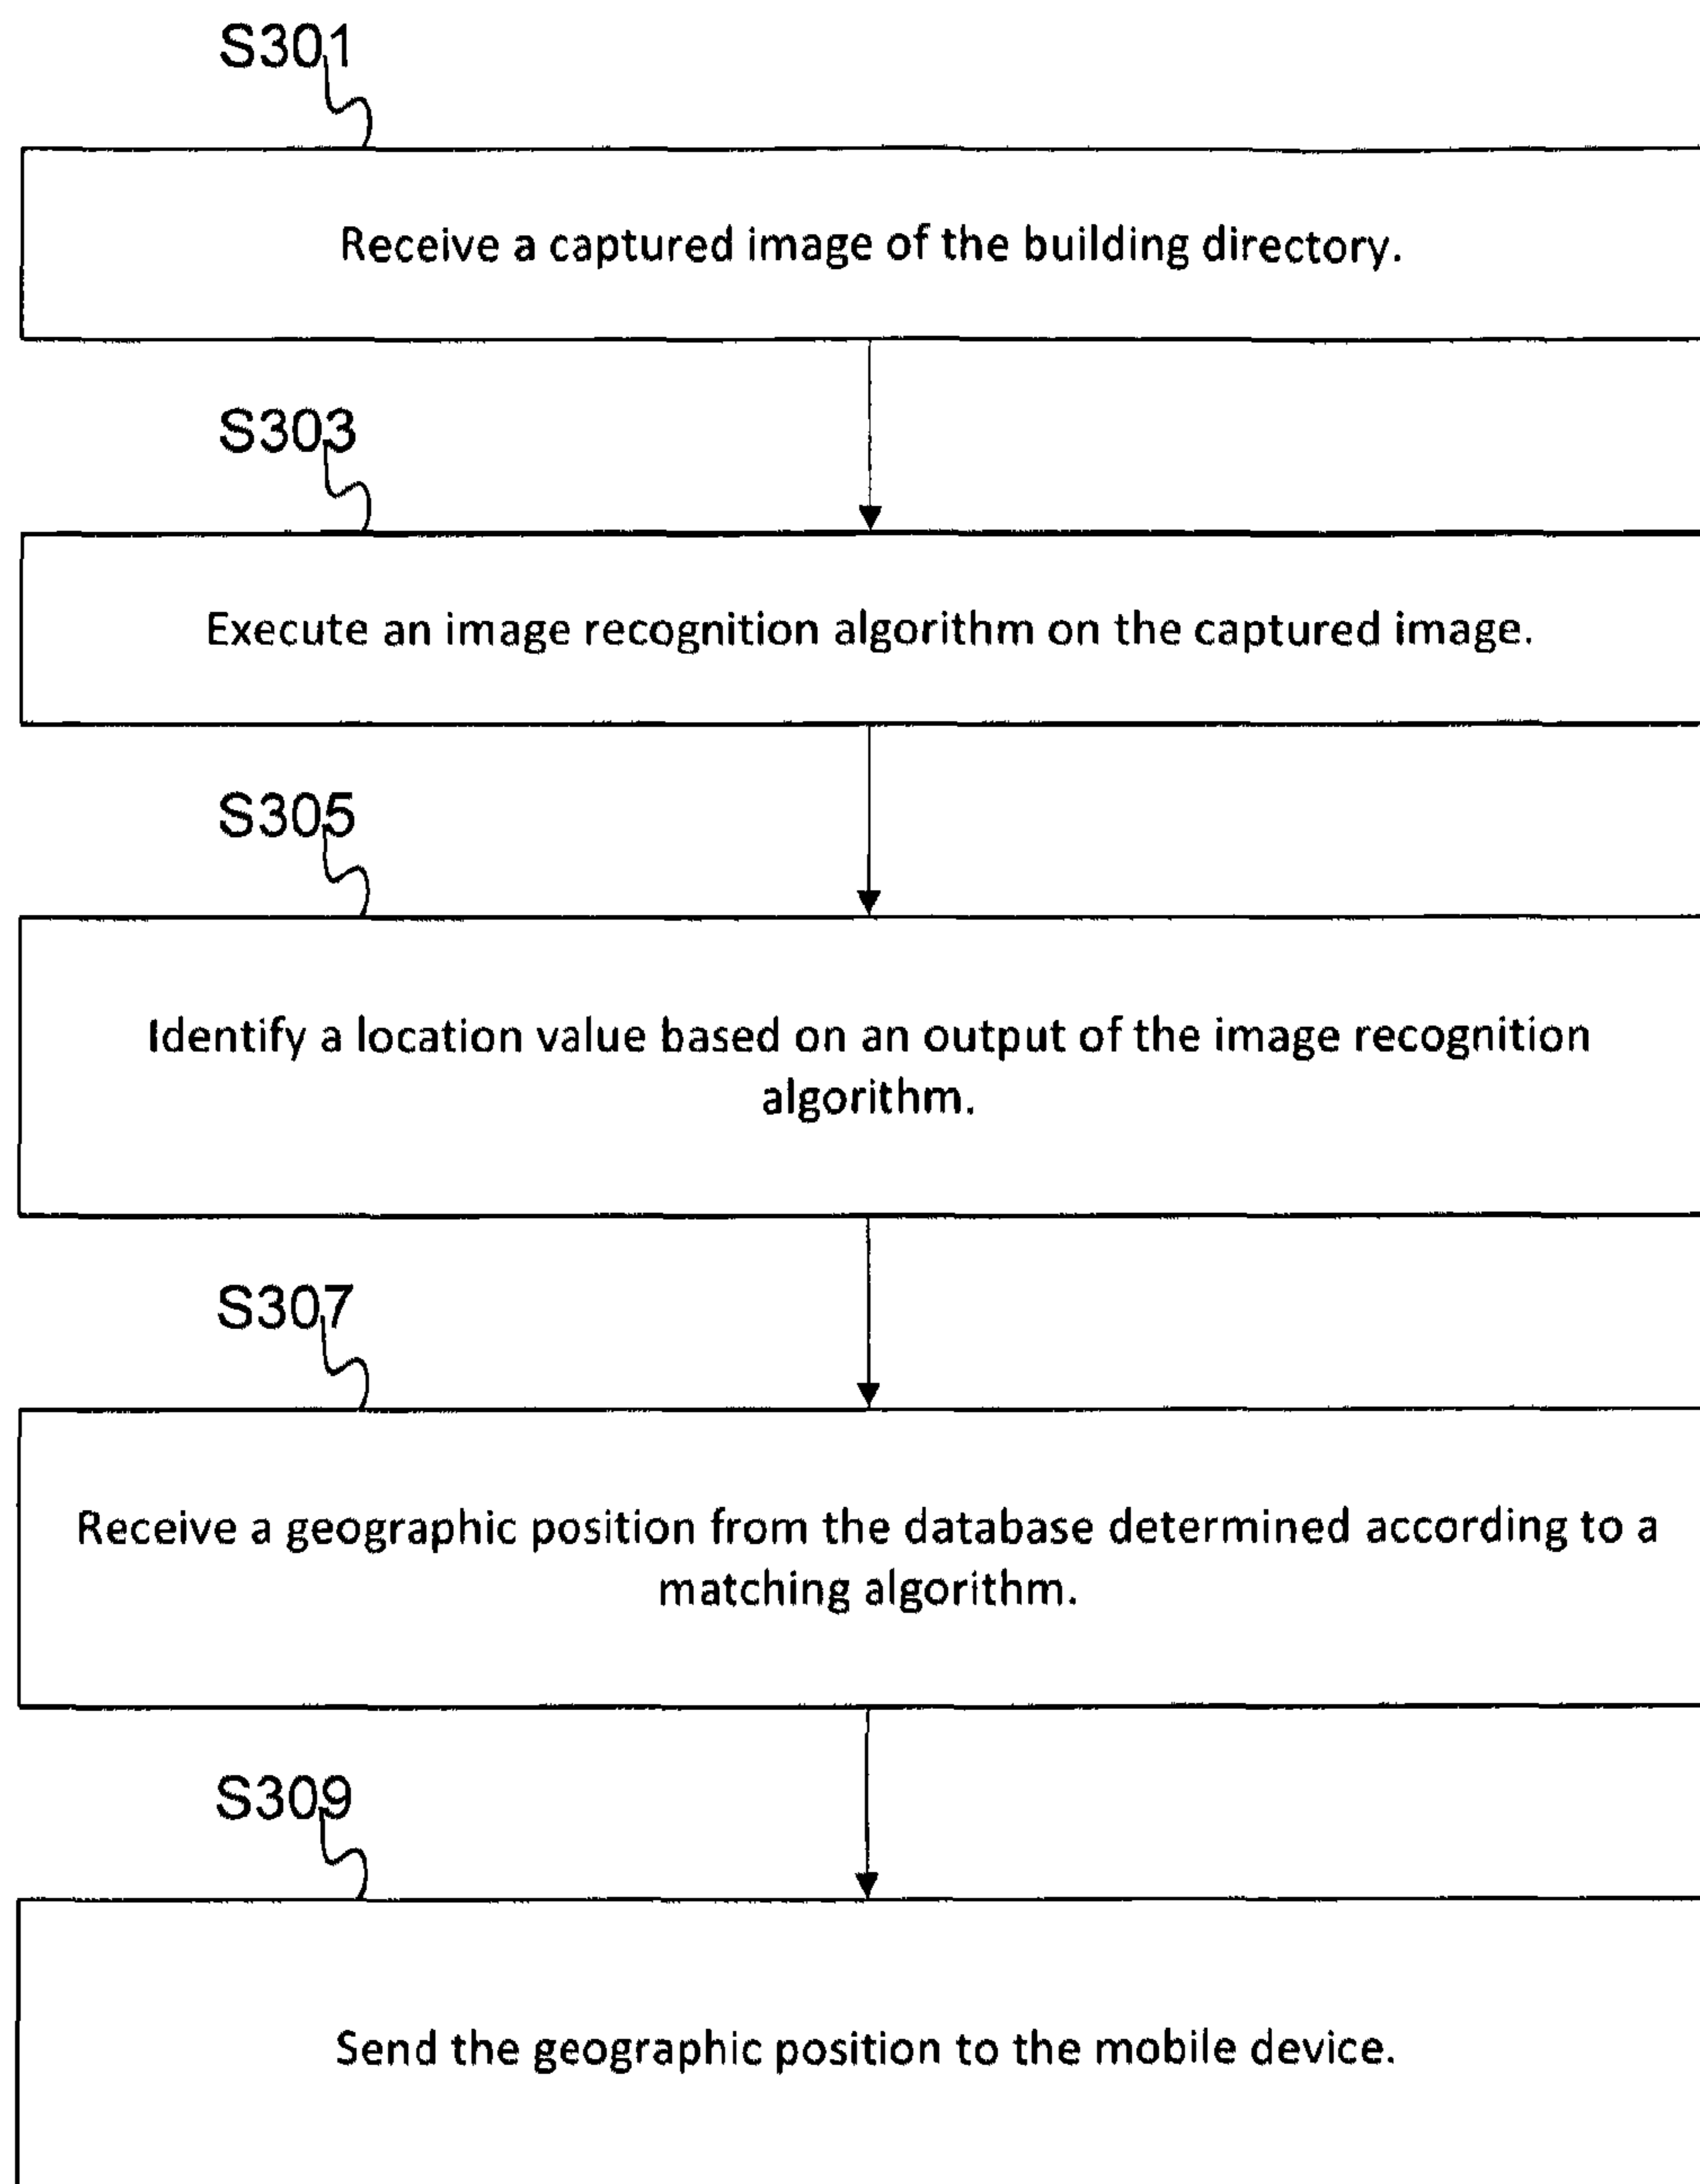 S301
Receive a captured image of the building directory.
S303
Execute an image recognition algorithm on the captured image.
S305
Identify a location value based on an output of the image recognition
algorithm.
S307
Receive a geographic position from the database determined according to a
matching algorithm.
S309
Send the geographic position to the mobile device.